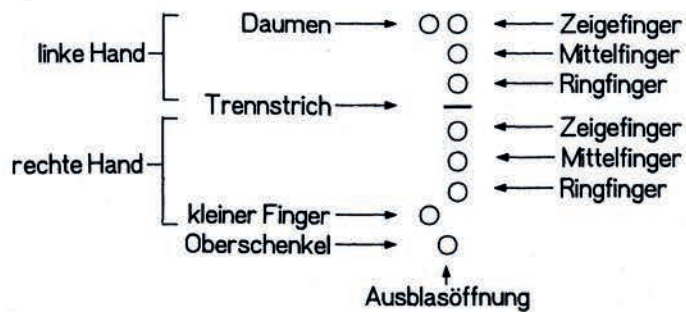 Daumen Zeigefinger
linke Hand Mittelfinger
Ringfinger
Trennstrich
Zeigefinger
rechte Hand Mittelfinger
Ringfinger
kleiner Finger
Oberschenkel
Ausblasöffnung